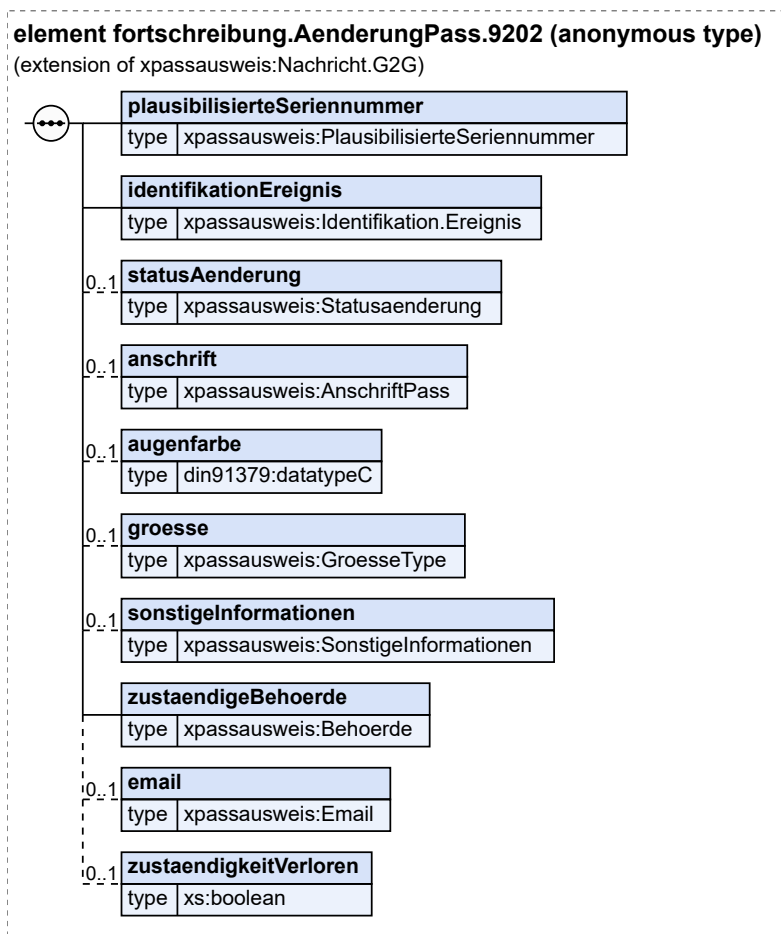 element fortschreibung.AenderungPass.9202 (anonymous type)
(extension of xpassausweis:Nachricht.G2G)
plausibilisierteSeriennummer
type xpassausweis:PlausibilisierteSeriennummer
identifikationEreignis
type xpassausweis:Identifikation.Ereignis
0..1 statusAenderung
type xpassausweis:Statusaenderung
0..1 anschrift
type xpassausweis:AnschriftPass
0..1 augenfarbe
type din91379:datatypeC
0..1 groesse
type xpassausweis:GroesseType
0..1 sonstigeInformationen
type xpassausweis:SonstigeInformationen
zustaendigeBehoerde
type xpassausweis:Behoerde
0..1 email
type xpassausweis:Email
0..1 zustaendigkeitVerloren
type xs:boolean